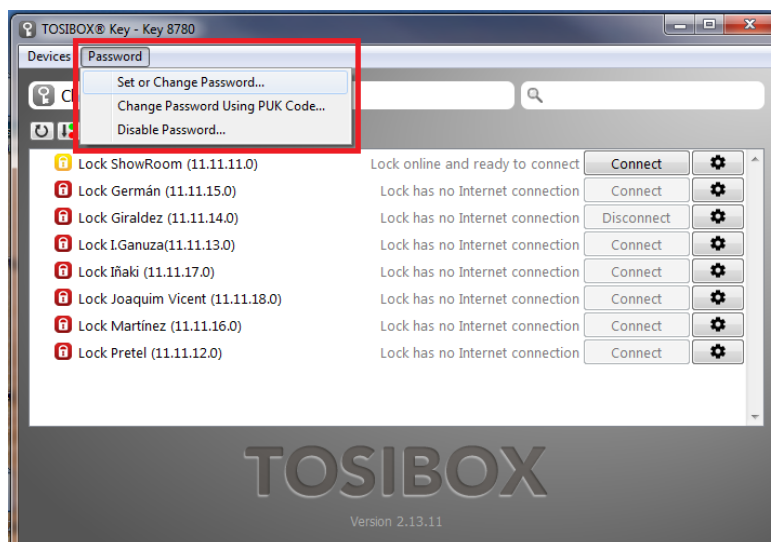 TOSIBOX® Key - Key 8780
Devices Password
Set or Change Password...
Change Password Using PUK Code...
Disable Password...
Lock ShowRoom (11.11.11.0) Lock online and ready to connect Connect
Lock Germán (11.11.15.0) Lock has no Internet connection Connect
Lock Giraldez (11.11.14.0) Lock has no Internet connection Disconnect
Lock I.Ganuza(11.11.13.0) Lock has no Internet connection Connect
Lock Iñaki (11.11.17.0) Lock has no Internet connection Connect
Lock Joaquim Vicent (11.11.18.0) Lock has no Internet connection Connect
Lock Martínez (11.11.16.0) Lock has no Internet connection Connect
Lock Pretel (11.11.12.0) Lock has no Internet connection Connect
TOSIBOX
Version 2.13.11